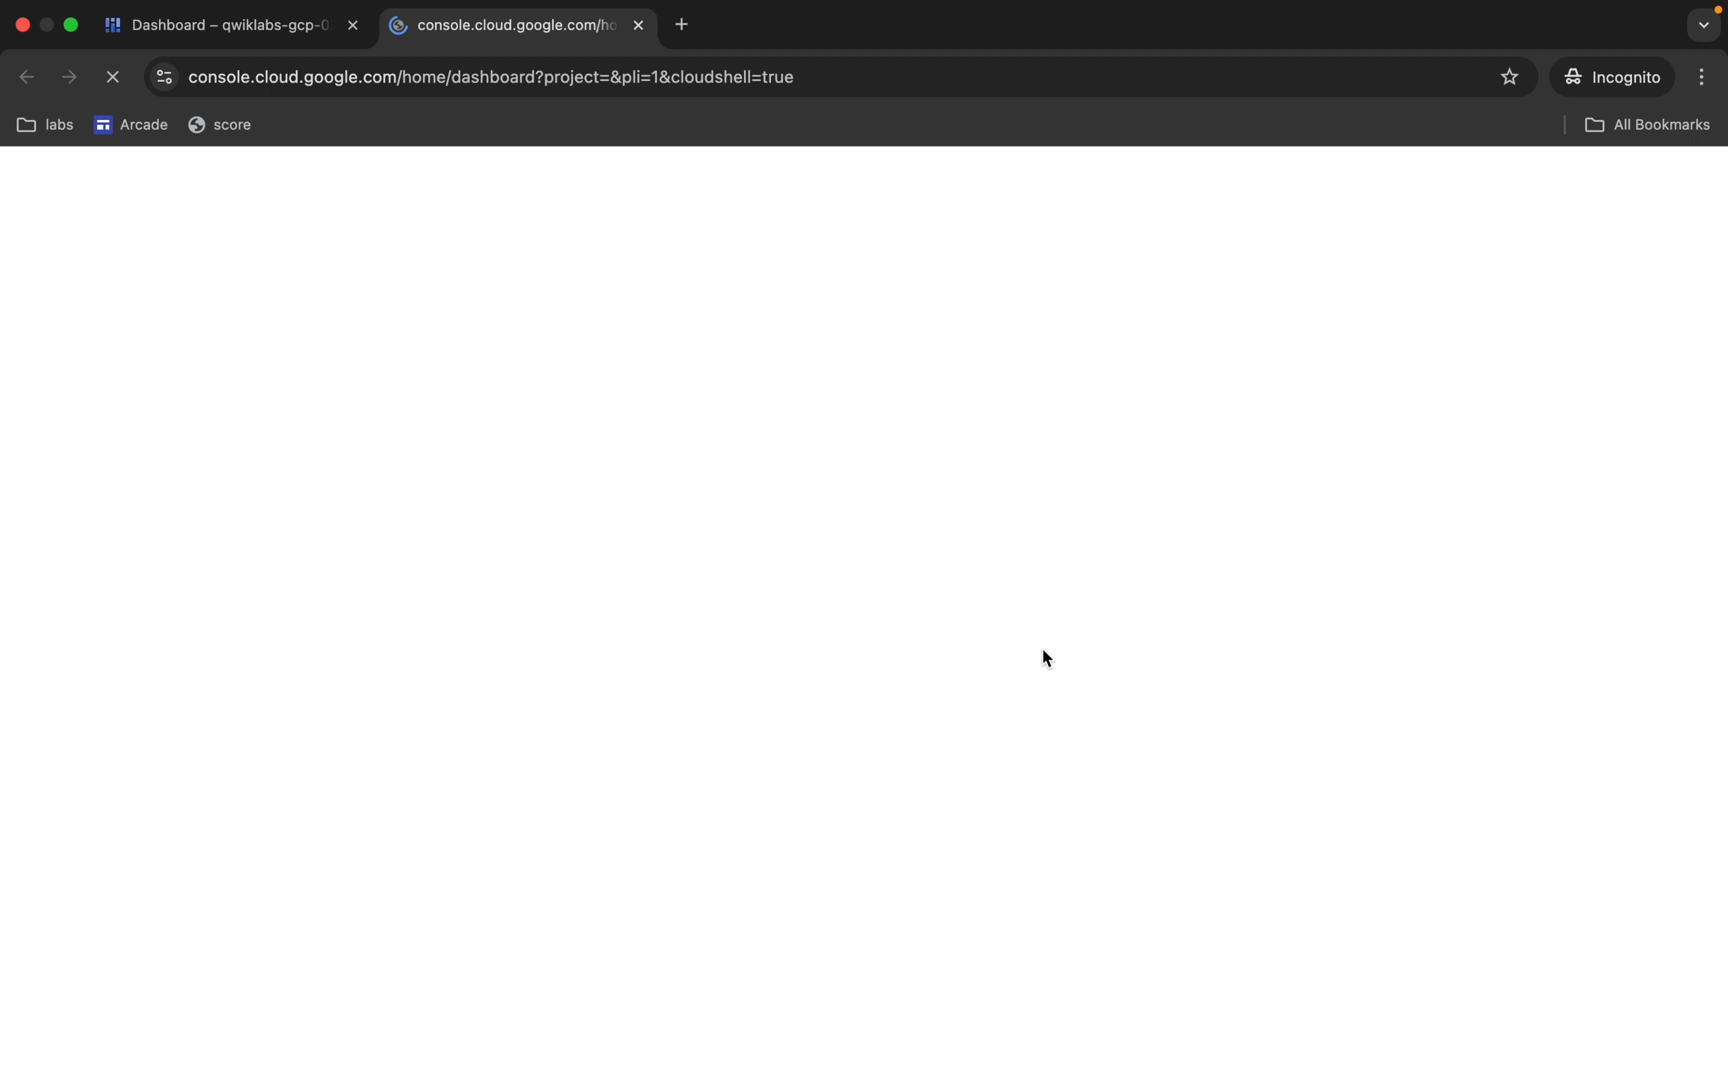 Dashboard – qwiklabs-gcp-0
console.cloud.google.com/ho
console.cloud.google.com/home/dashboard?project=&pli=1&cloudshell=true
Incognito
labs
Arcade
score
All Bookmarks